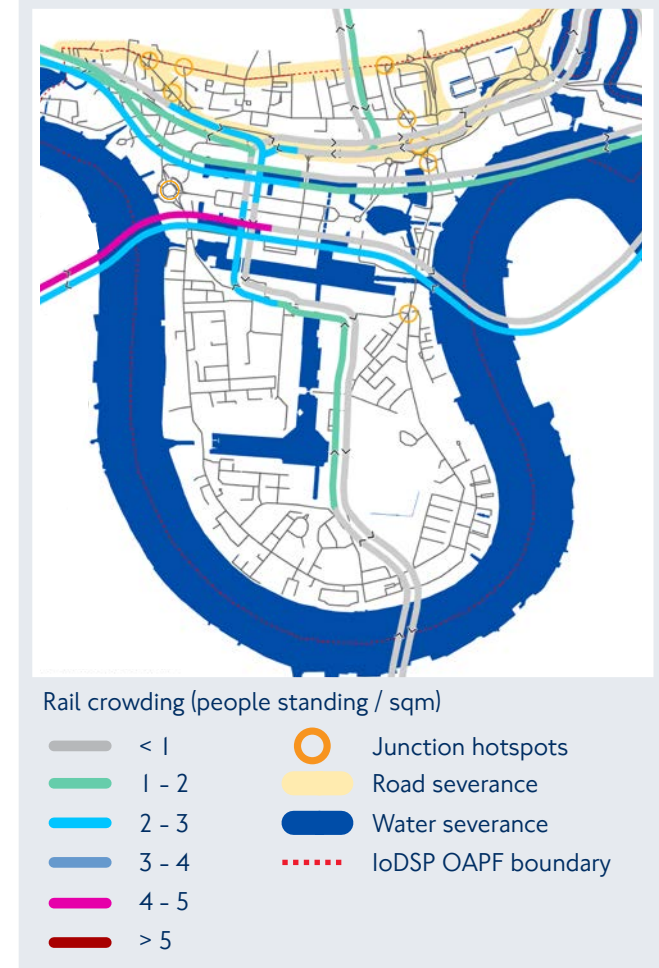 Rail crowding (people standing / sqm)
< 1
Junction hotspots
1 - 2
Road severance
2 - 3
Water severance
3 - 4
IoDSP OAPF boundary
4 - 5
> 5